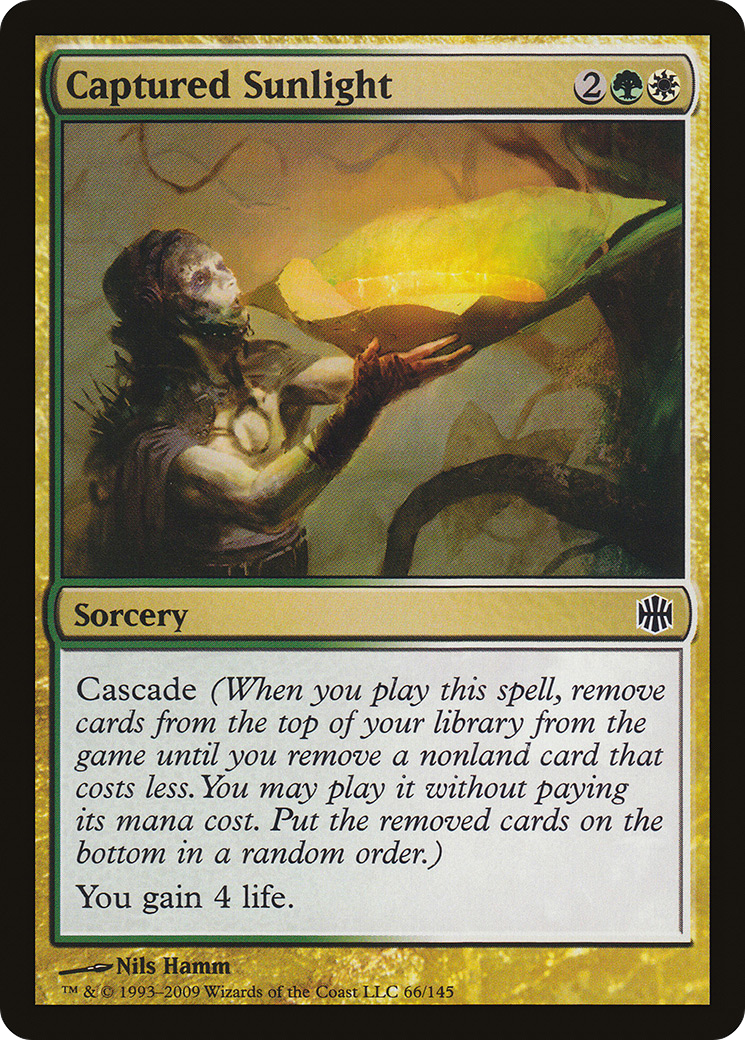 Captured Sunlight 2
Sorcery
Cascade (When you play this spell, remove
cards from the top of your library from the
game until you remove a nonland card that
costs less. You may play it without paying
its mana cost. Put the removed cards on the
bottom in a random order.)
You gain 4 life.
Nils Hamm
™ & © 1993–2009 Wizards of the Coast LLC 66/145